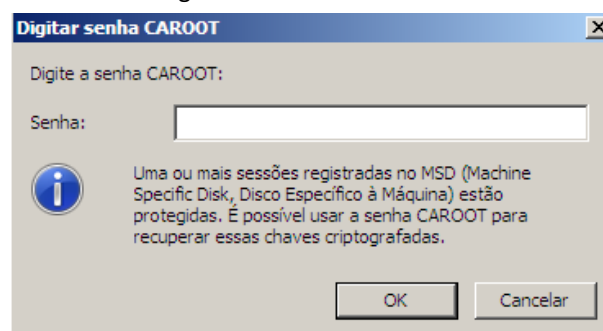 Digitar senha CAROOT
Digite a senha CAROOT:
Senha:
Uma ou mais sessões registradas no MSD (Machine
Specific Disk, Disco Específico à Máquina) estão
protegidas. É possível usar a senha CAROOT para
recuperar essas chaves criptografadas.
OK
Cancelar